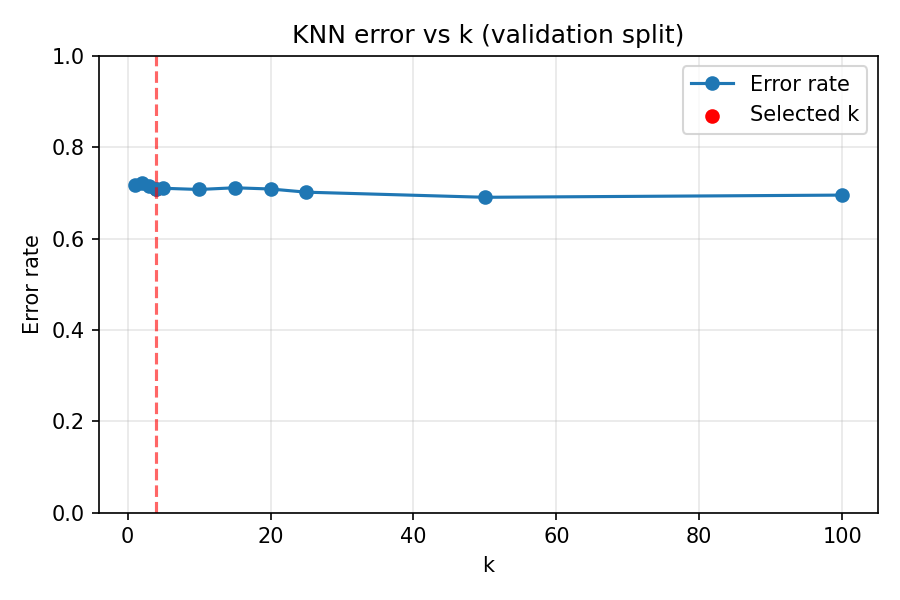 KNN error vs k (validation split)
Error rate
Selected k
Error rate
1.0
0.8
0.6
0.4
0.2
0.0
0 20 40 60 80 100
k